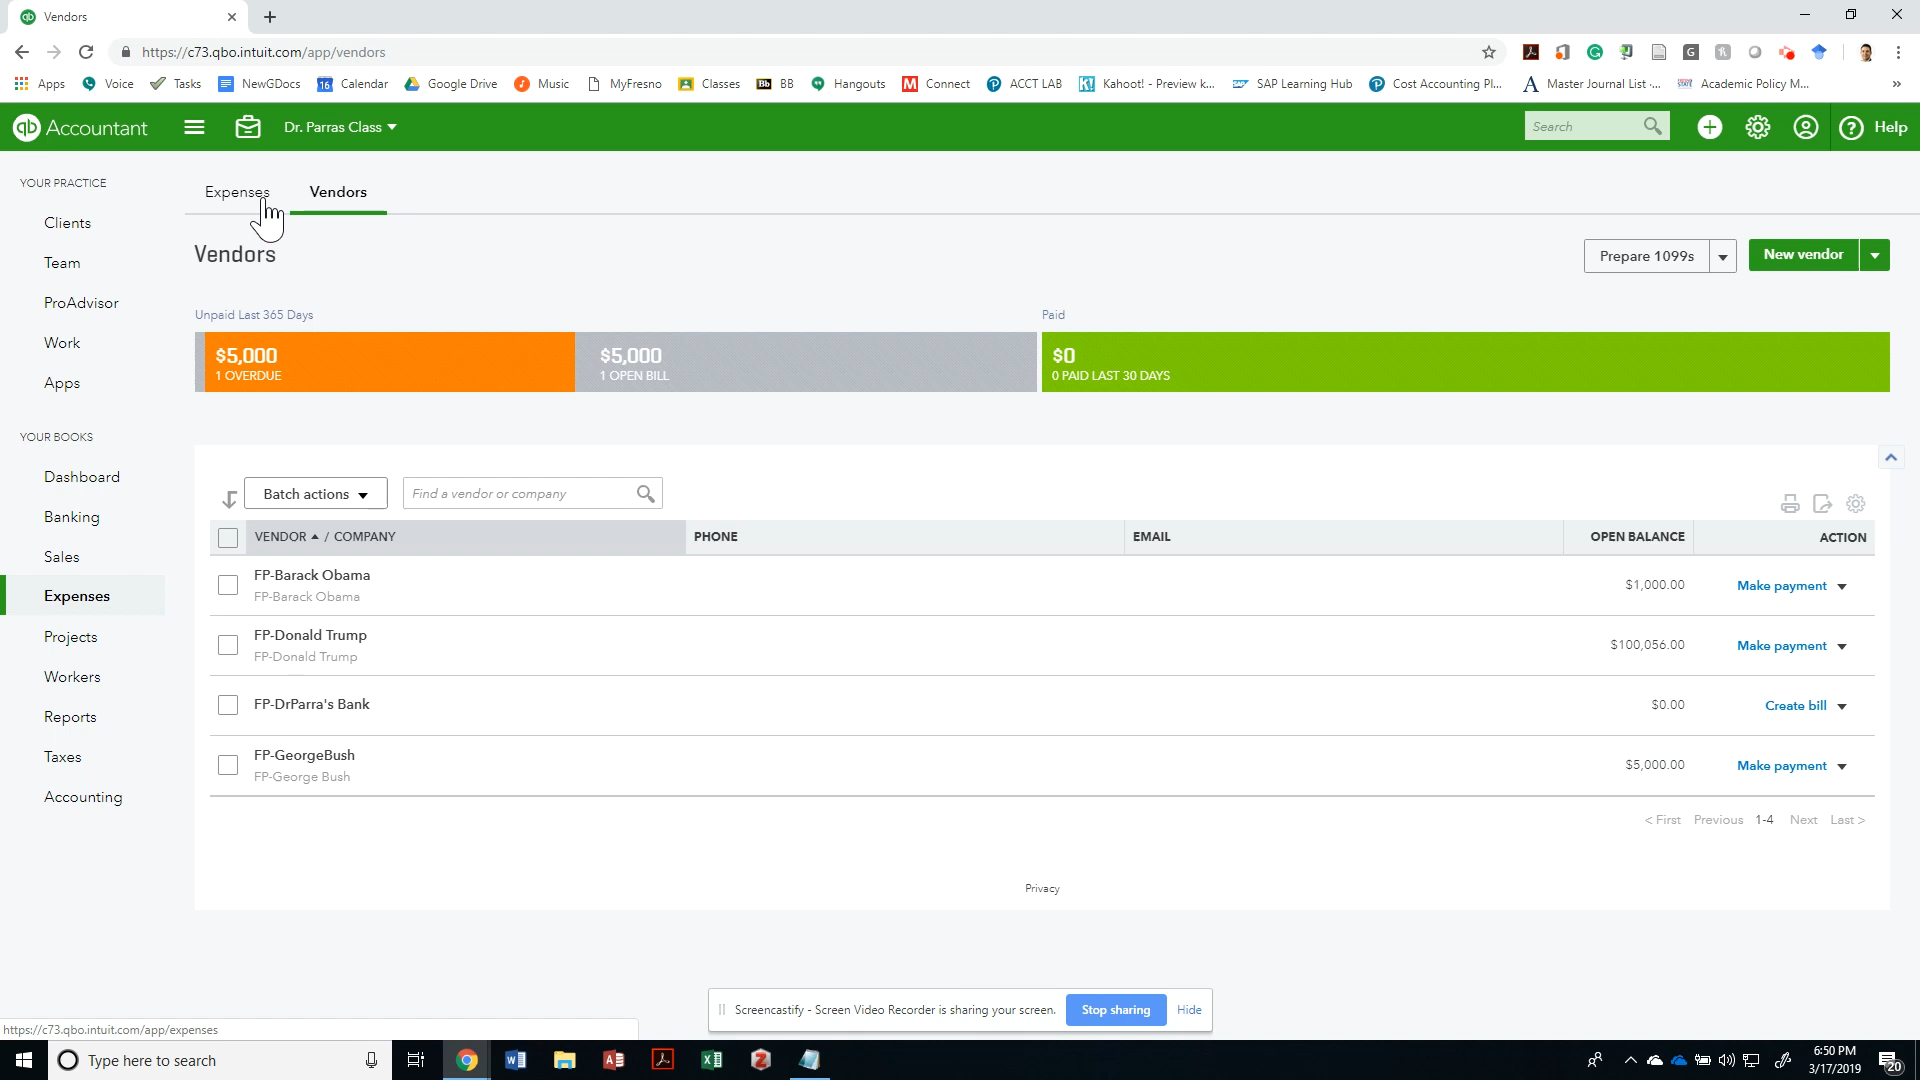 Vendors
https://c73.qbo.intuit.com/app/vendors
Apps Voice Tasks NewGDocs 16 Calendar Google Drive Music MyFresno Classes Bb BB Hangouts M Connect ACCT LAB Kahoot! - Preview k... SAP Learning Hub Cost Accounting Pl... Master Journal List -... Academic Policy M... »
qb Accountant Dr. Parras Class Search Help
YOUR PRACTICE
Clients
Team
ProAdvisor
Work
Apps
YOUR BOOKS
Dashboard
Banking
Sales
Expenses
Projects
Workers
Reports
Taxes
Accounting
Expenses Vendors
Vendors
Prepare 1099s New vendor
Unpaid Last 365 Days Paid
$5,000 $5,000 $0
1 OVERDUE 1 OPEN BILL 0 PAID LAST 30 DAYS
Batch actions Find a vendor or company
VENDOR / COMPANY PHONE EMAIL OPEN BALANCE ACTION
FP-Barack Obama $1,000.00 Make payment
FP-Barack Obama
FP-Donald Trump $100,056.00 Make payment
FP-Donald Trump
FP-DrParra's Bank $0.00 Create bill
FP-GeorgeBush $5,000.00 Make payment
FP-George Bush
< First Previous 1-4 Next Last >
Privacy
Screencastify - Screen Video Recorder is sharing your screen. Stop sharing Hide
https://c73.qbo.intuit.com/app/expenses
Type here to search
6:50 PM
3/17/2019
20